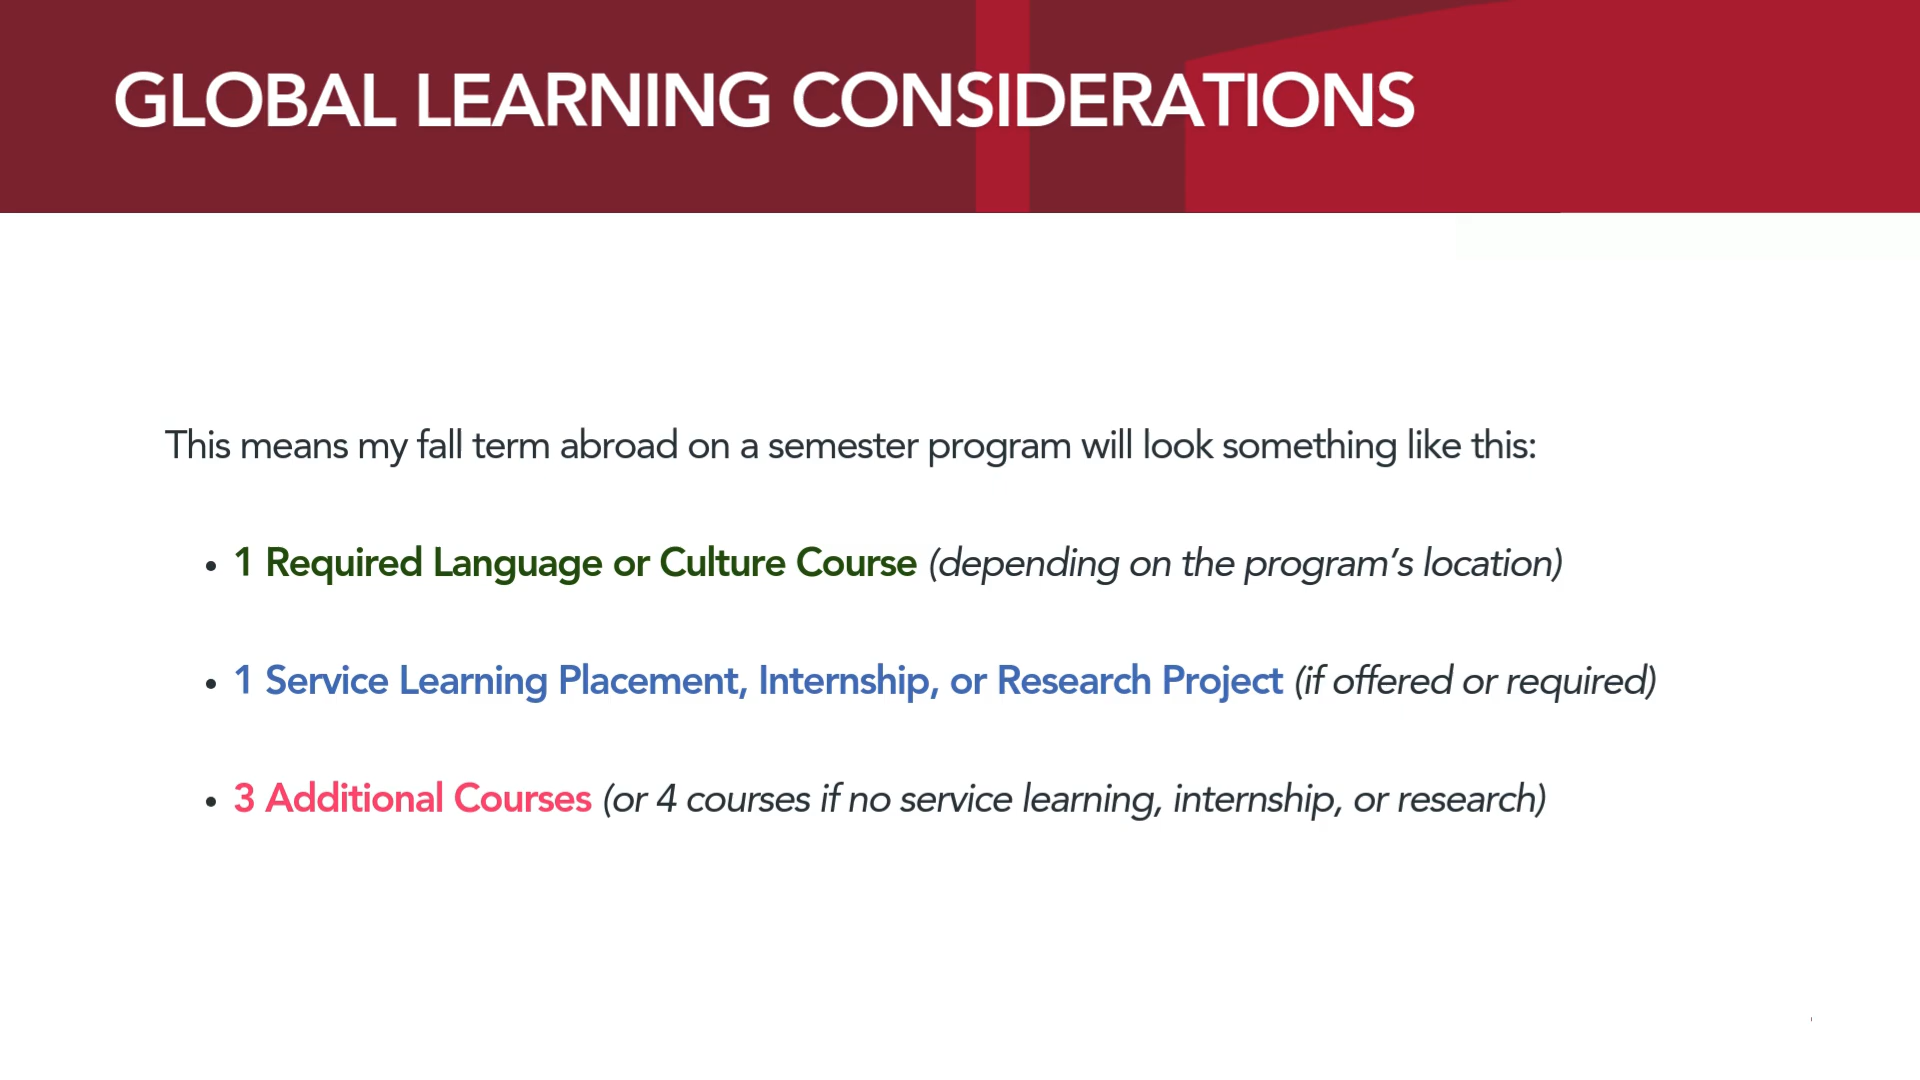 GLOBAL LEARNING CONSIDERATIONS
This means my fall term abroad on a semester program will look something like this:
• 1 Required Language or Culture Course (depending on the program’s location)
• 1 Service Learning Placement, Internship, or Research Project (if offered or required)
• 3 Additional Courses (or 4 courses if no service learning, internship, or research)